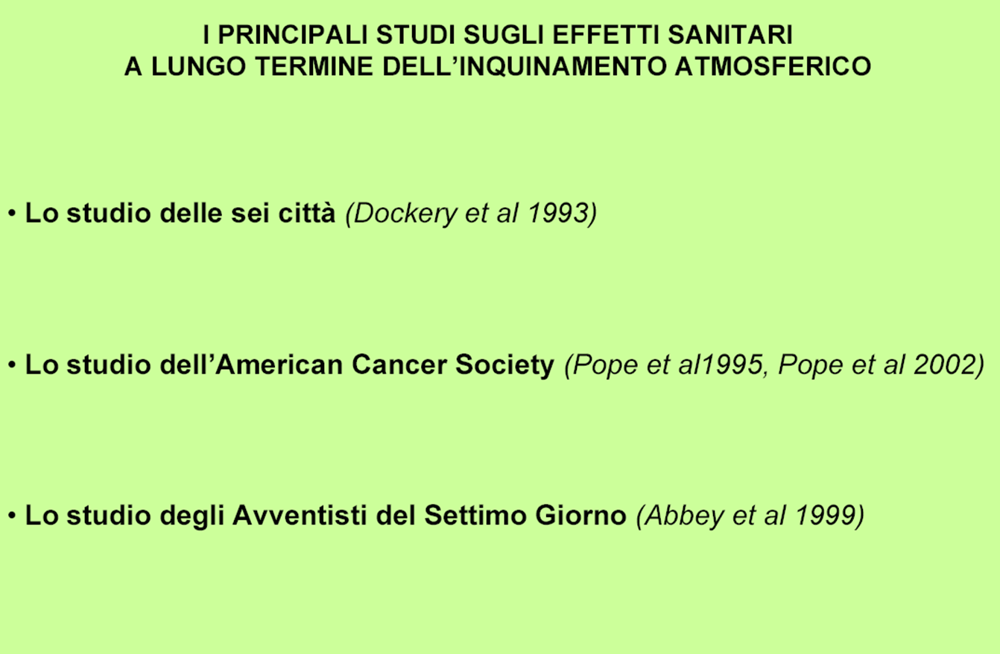 I PRINCIPALI STUDI SUGLI EFFETTI SANITARI
A LUNGO TERMINE DELL’INQUINAMENTO ATMOSFERICO
• Lo studio delle sei città (Dockery et al 1993)
• Lo studio dell’American Cancer Society (Pope et al1995, Pope et al 2002)
• Lo studio degli Avventisti del Settimo Giorno (Abbey et al 1999)